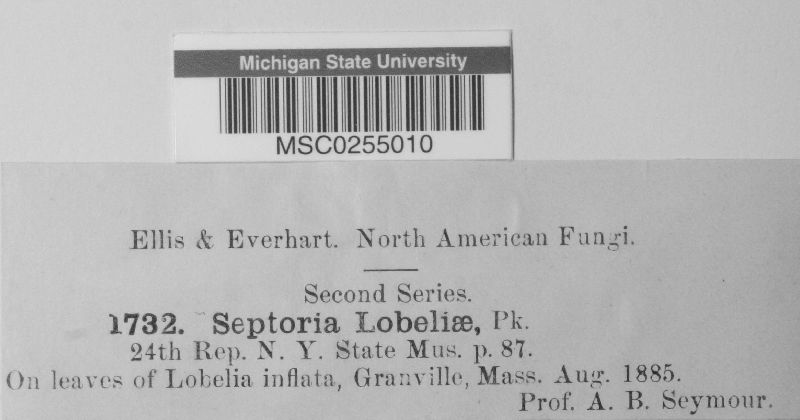 Michigan State University
MSC0255010
Ellis & Everhart. North American Fungi.
Second Series.
1732. Septoria Lobeliæ, Pk.
24th Rep. N. Y. State Mus. p. 87.
On leaves of Lobelia inflata, Granville, Mass. Aug. 1885.
Prof. A. B. Seymour.